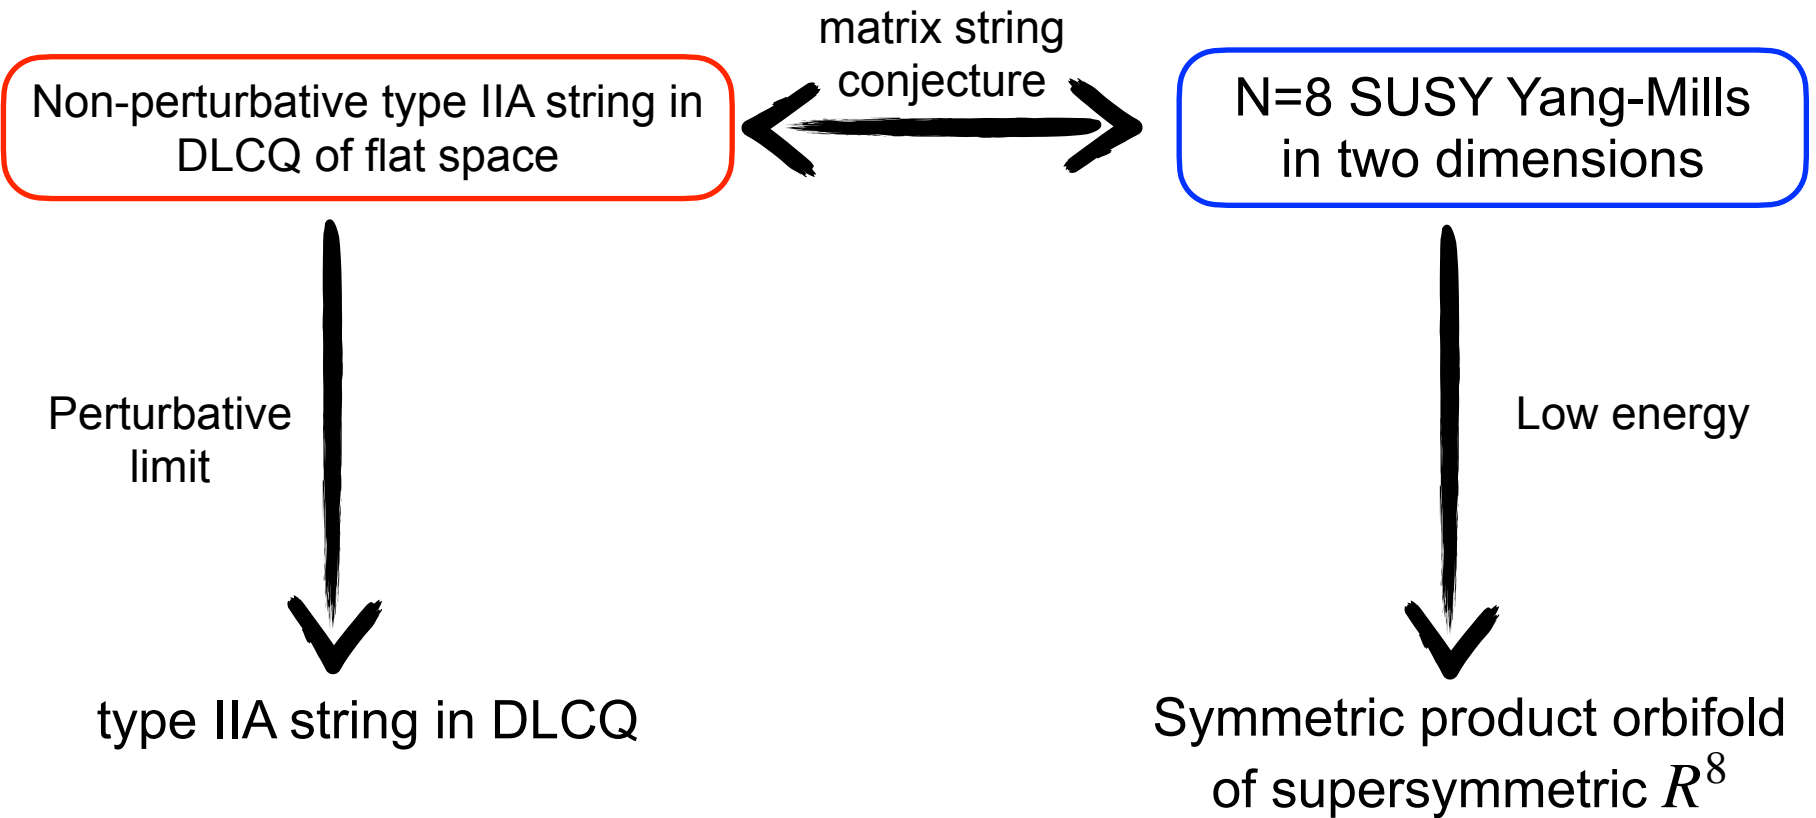 matrix string
conjecture
Non-perturbative type IIA string in
DLCQ of flat space
N=8 SUSY Yang-Mills
in two dimensions
Perturbative
limit
Low energy
type IIA string in DLCQ
Symmetric product orbifold
of supersymmetric R⁸